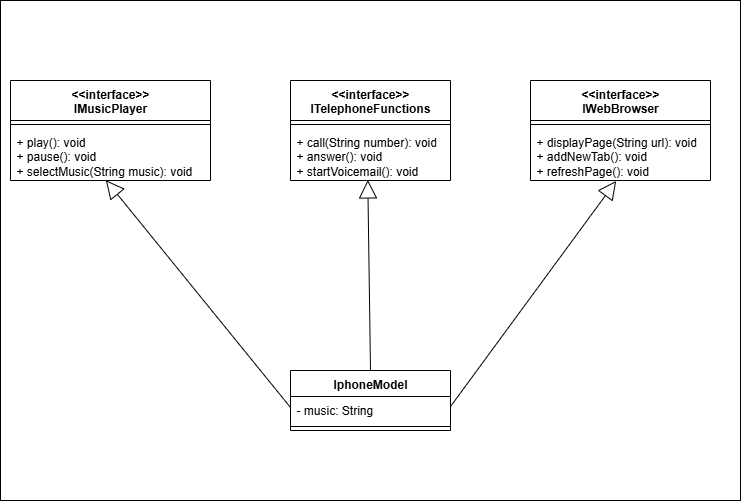 <<interface>>
IMusicPlayer
+ play(): void
+ pause(): void
+ selectMusic(String music): void
<<interface>>
ITelephoneFunctions
+ call(String number): void
+ answer(): void
+ startVoicemail(): void
<<interface>>
IWebBrowser
+ displayPage(String url): void
+ addNewTab(): void
+ refreshPage(): void
IphoneModel
- music: String